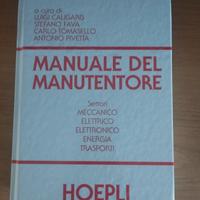 a cura di
LUIGI CALIGARIS
STEFANO FAVA
CARLO TOMASELLO
ANTONIO PIVETTA
MANUALE DEL
MANUTENTORE
Settori
MECCANICO
ELETTRICO
ELETTRONICO
ENERGIA
TRASPORTI
HOEPLI